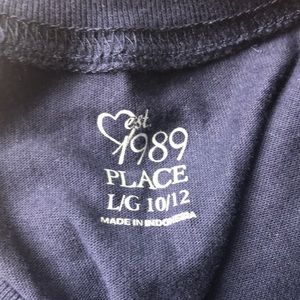 est.
1989
PLACE
L/G 10/12
MADE IN INDONESIA